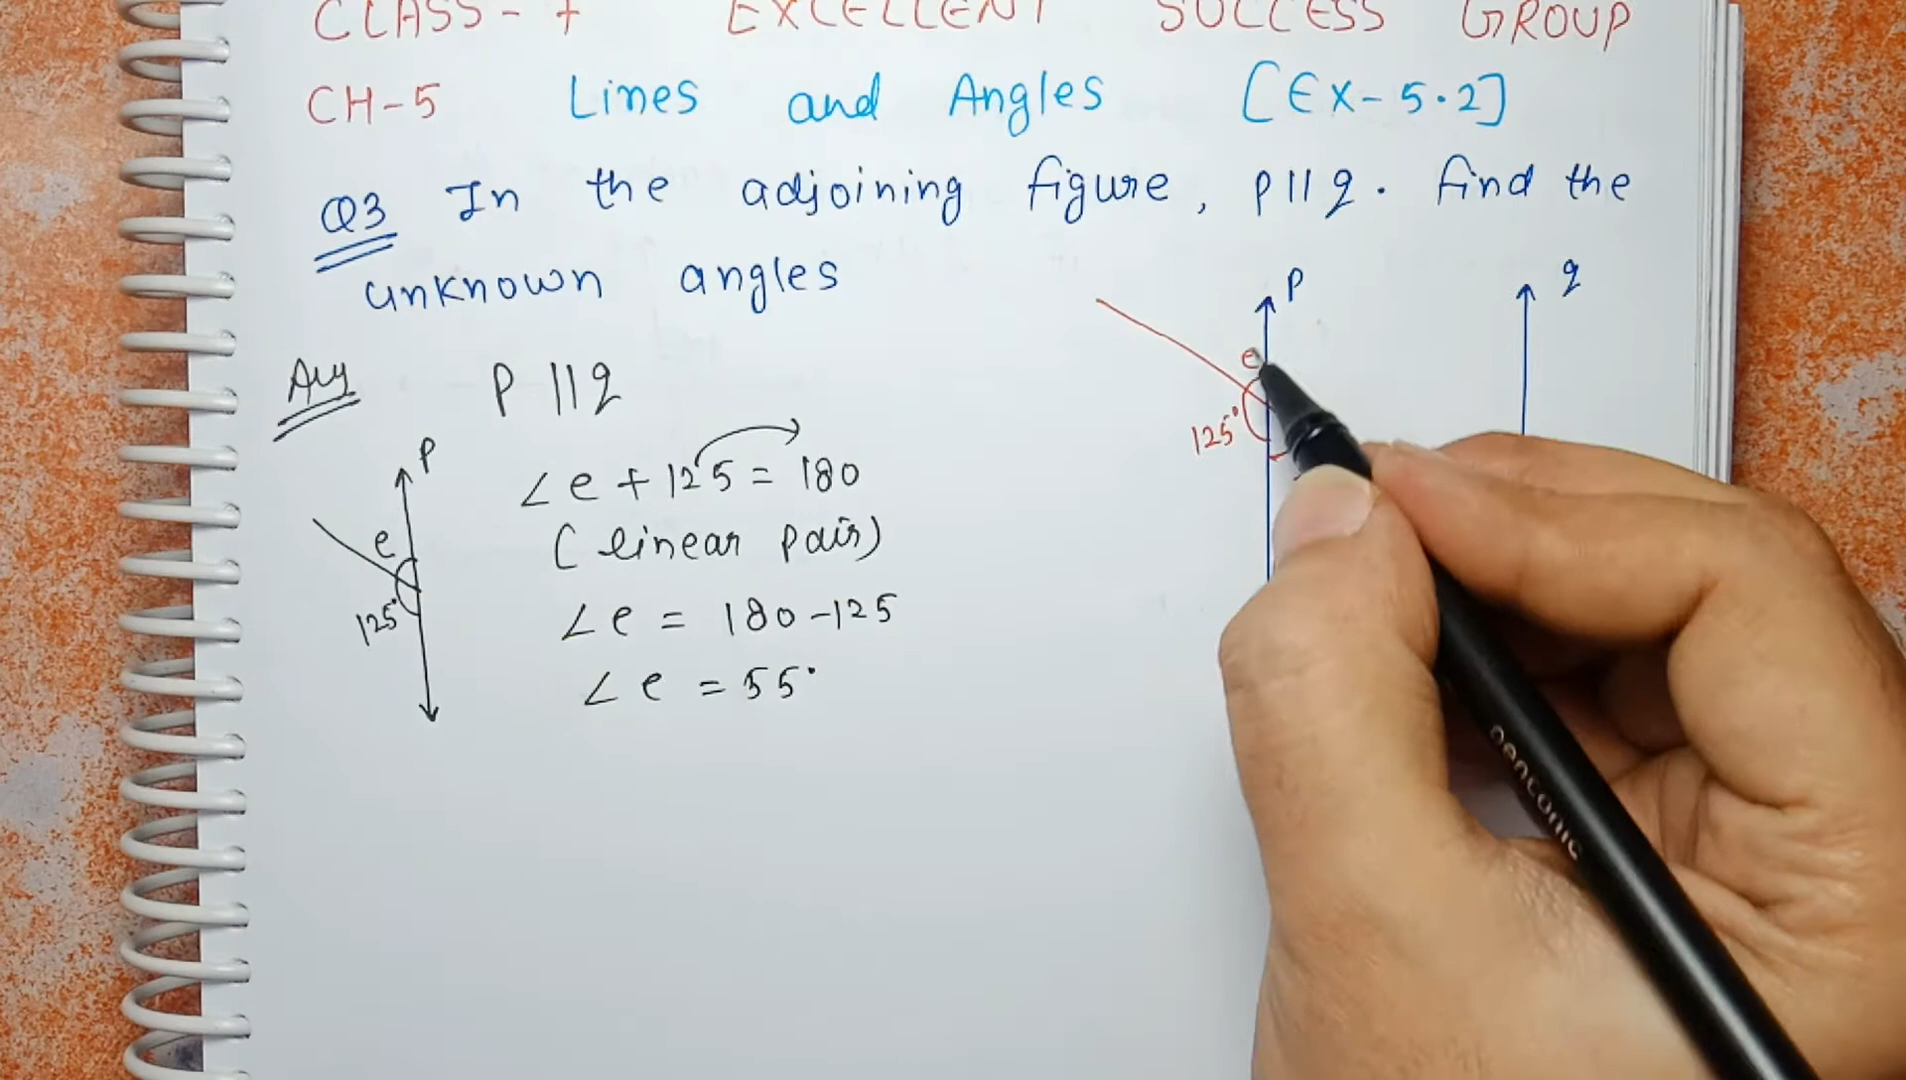 CLASS - 7 EXCELLENT SUCCESS GROUP
CH-5 Lines and Angles [EX-5.2]
Q3 In the adjoining figure, P || q. find the
unknown angles
P q
e
125°
Ans P || q
P
∠e + 125 = 180
(linear pair)
e
125°
∠e = 180-125
∠e = 55°
pentonic